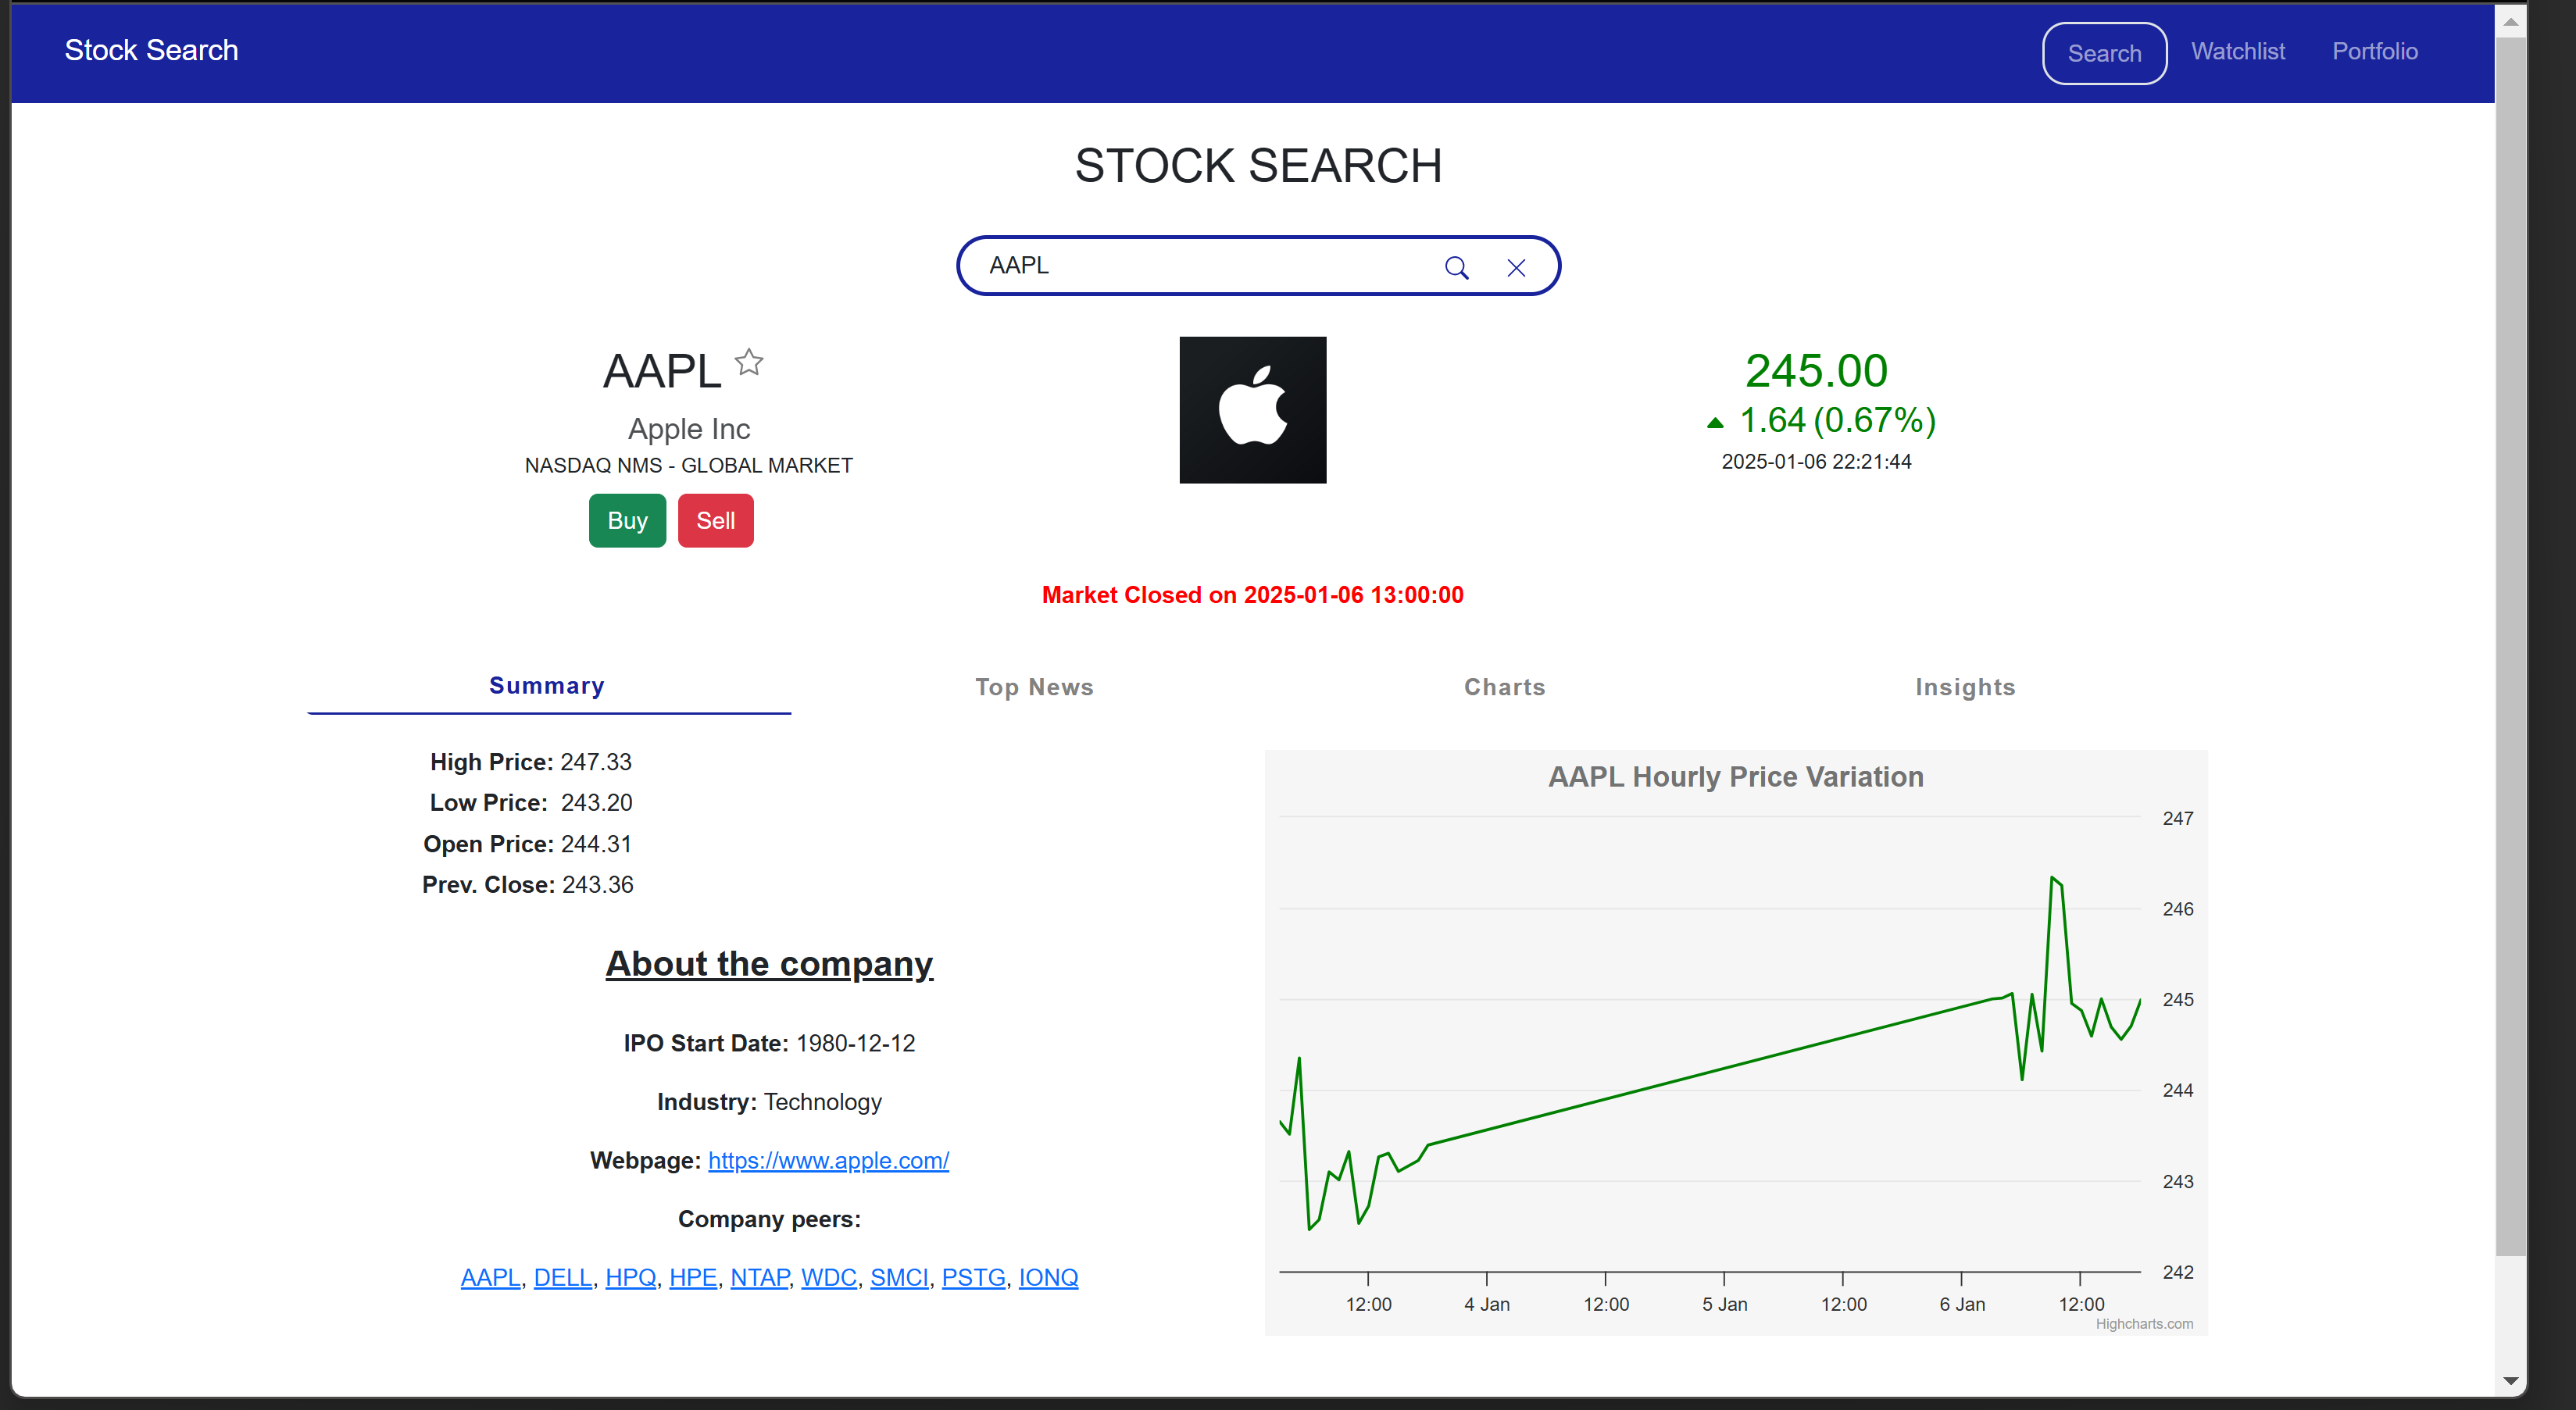 Stock Search
Search Watchlist Portfolio
STOCK SEARCH
AAPL
AAPL
Apple Inc
NASDAQ NMS - GLOBAL MARKET
Buy Sell
245.00
1.64 (0.67%)
2025-01-06 22:21:44
Market Closed on 2025-01-06 13:00:00
Summary Top News Charts Insights
High Price: 247.33
Low Price: 243.20
Open Price: 244.31
Prev. Close: 243.36
About the company
IPO Start Date: 1980-12-12
Industry: Technology
Webpage: https://www.apple.com/
Company peers:
AAPL, DELL, HPQ, HPE, NTAP, WDC, SMCI, PSTG, IONQ
AAPL Hourly Price Variation
247
246
245
244
243
242
12:00 4 Jan 12:00 5 Jan 12:00 6 Jan 12:00
Highcharts.com